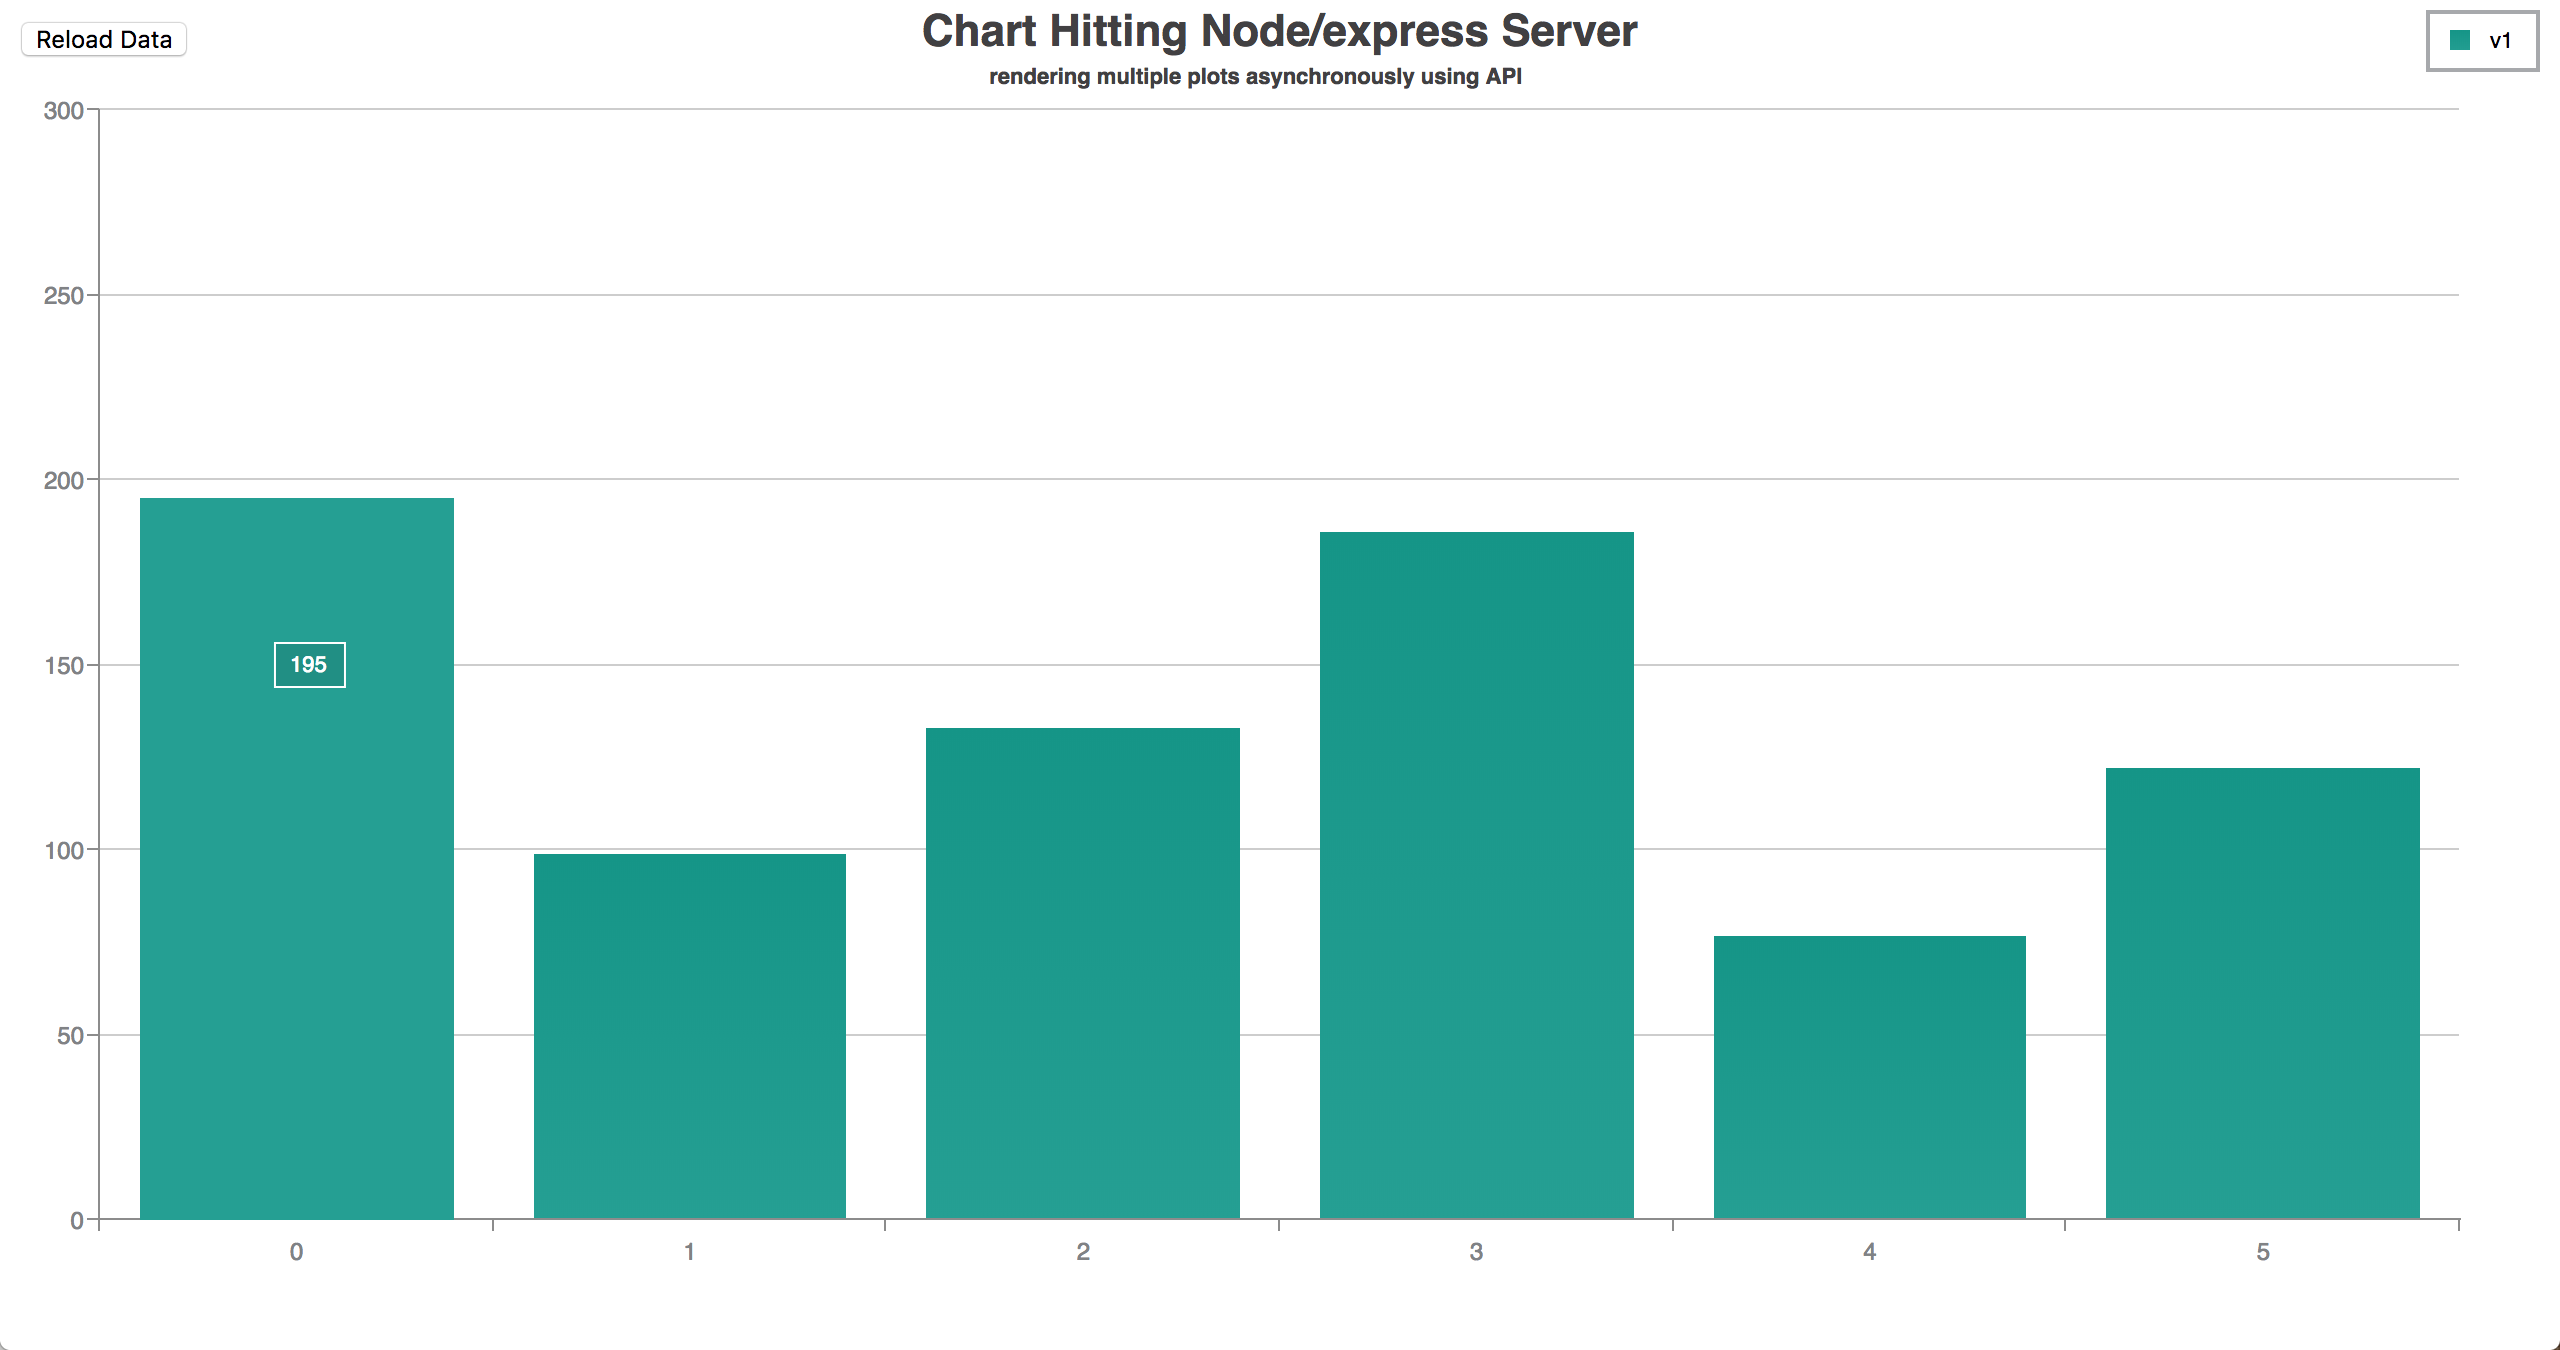 Reload Data
Chart Hitting Node/express Server
rendering multiple plots asynchronously using API
v1
300
250
200
150
100
50
0
195
0 1 2 3 4 5